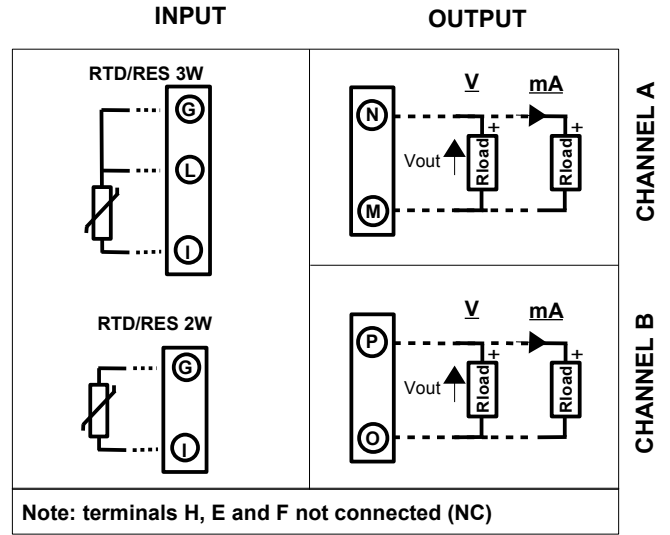 INPUT
OUTPUT
RTD/RES 3W
G
L
I
RTD/RES 2W
G
I
V
mA
N
M
Vout
+
Rload
+
Rload
CHANNEL A
V
mA
P
O
Vout
+
Rload
+
Rload
CHANNEL B
Note: terminals H, E and F not connected (NC)